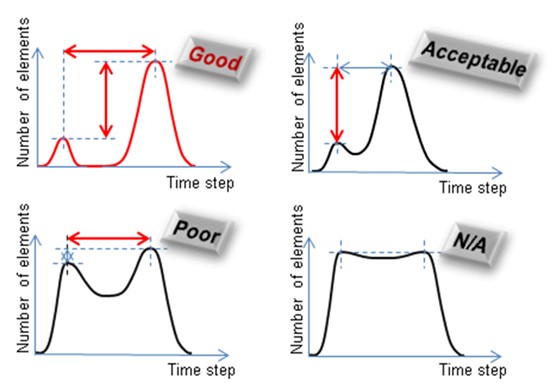 Number of elements
Good
Time step
Number of elements
Acceptable
Time step
Number of elements
Poor
Time step
Number of elements
N/A
Time step